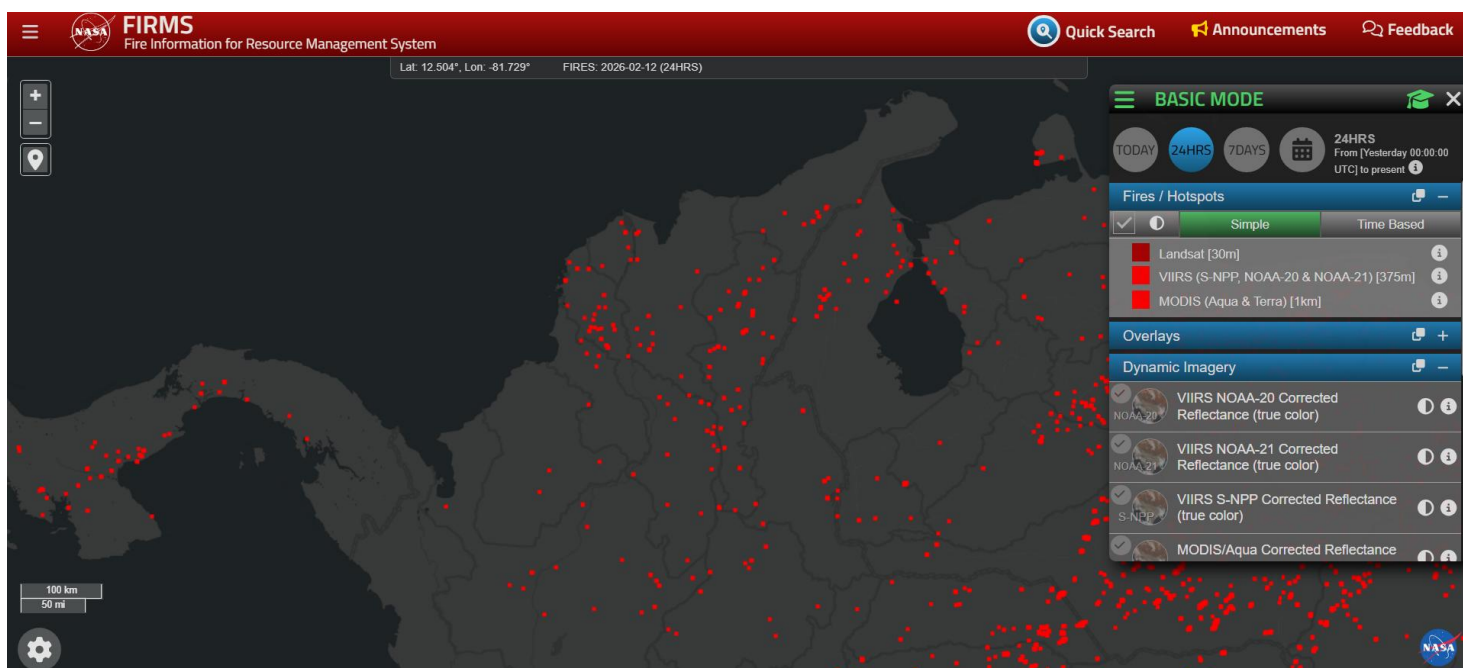 NASA
FIRMS
Fire Information for Resource Management System
Quick Search
Announcements
Feedback
Lat: 12.504°, Lon: -81.729° FIRES: 2026-02-12 (24HRS)
+
−
BASIC MODE
TODAY
24HRS
7DAYS
24HRS
From [Yesterday 00:00:00
UTC] to present
Fires / Hotspots
Simple
Time Based
Landsat [30m]
VIIRS (S-NPP, NOAA-20 & NOAA-21) [375m]
MODIS (Aqua & Terra) [1km]
Overlays
Dynamic Imagery
NOAA-20
VIIRS NOAA-20 Corrected
Reflectance (true color)
NOAA-21
VIIRS NOAA-21 Corrected
Reflectance (true color)
S-NPP
VIIRS S-NPP Corrected Reflectance
(true color)
MODIS/Aqua Corrected Reflectance
100 km
50 mi
NASA